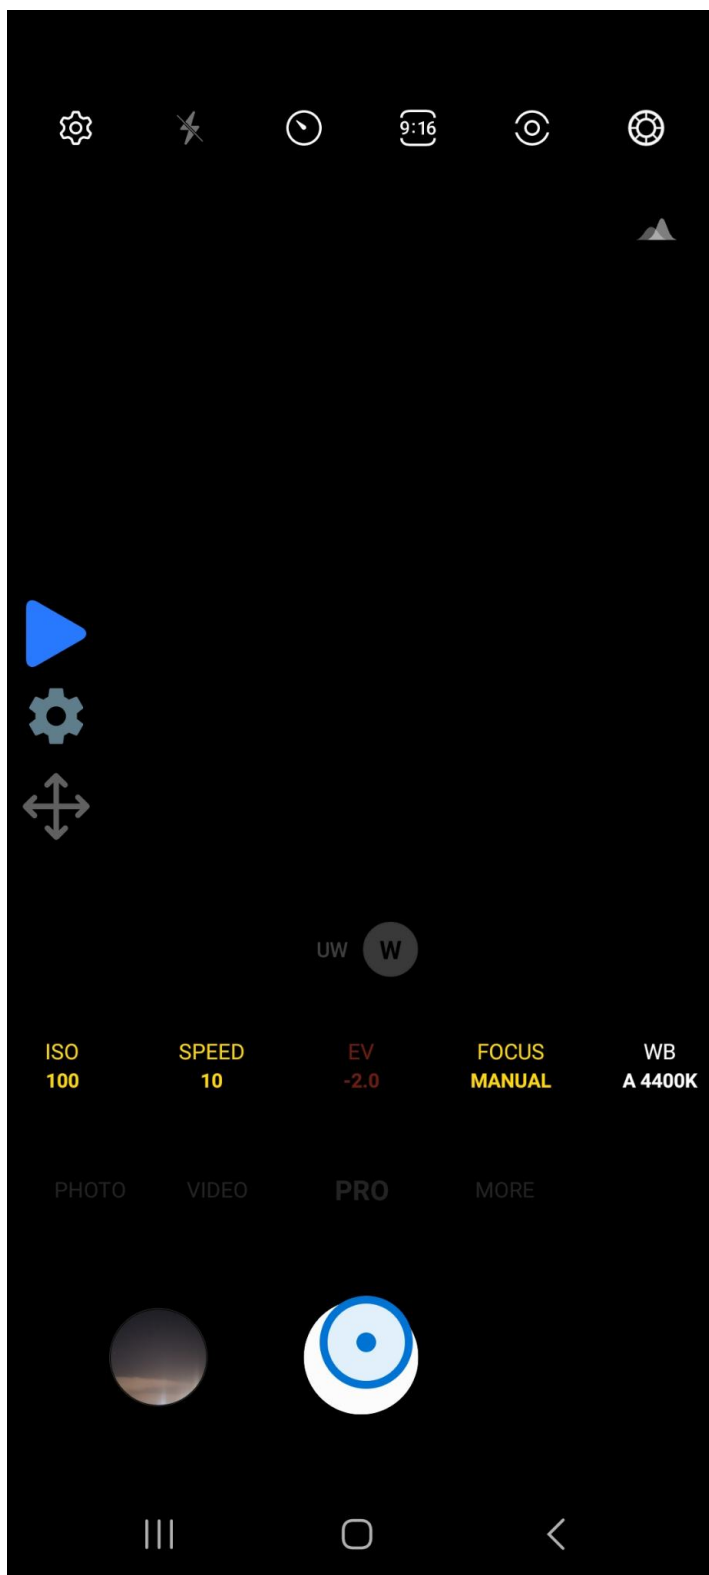 9:16
UW W
ISO SPEED EV FOCUS WB
100 10 -2.0 MANUAL A 4400K
PHOTO VIDEO PRO MORE